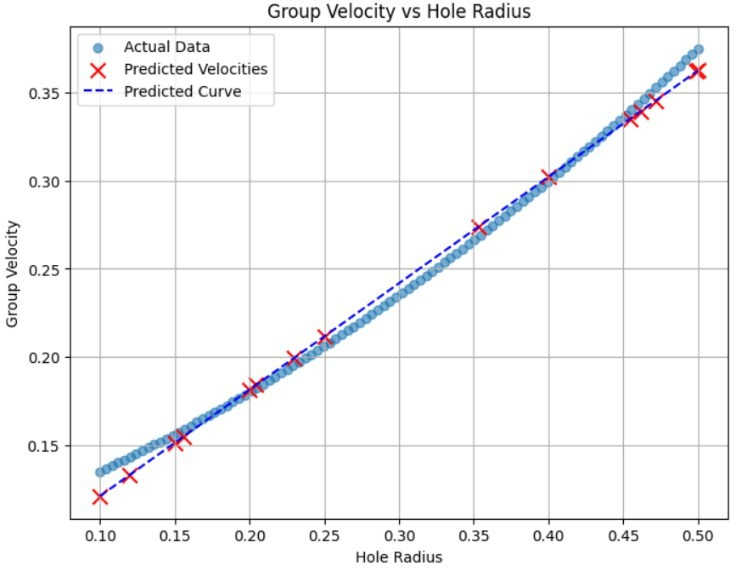 Group Velocity vs Hole Radius
Actual Data
Predicted Velocities
Predicted Curve
0.35
0.30
0.25
0.20
0.15
Group Velocity
0.10 0.15 0.20 0.25 0.30 0.35 0.40 0.45 0.50
Hole Radius